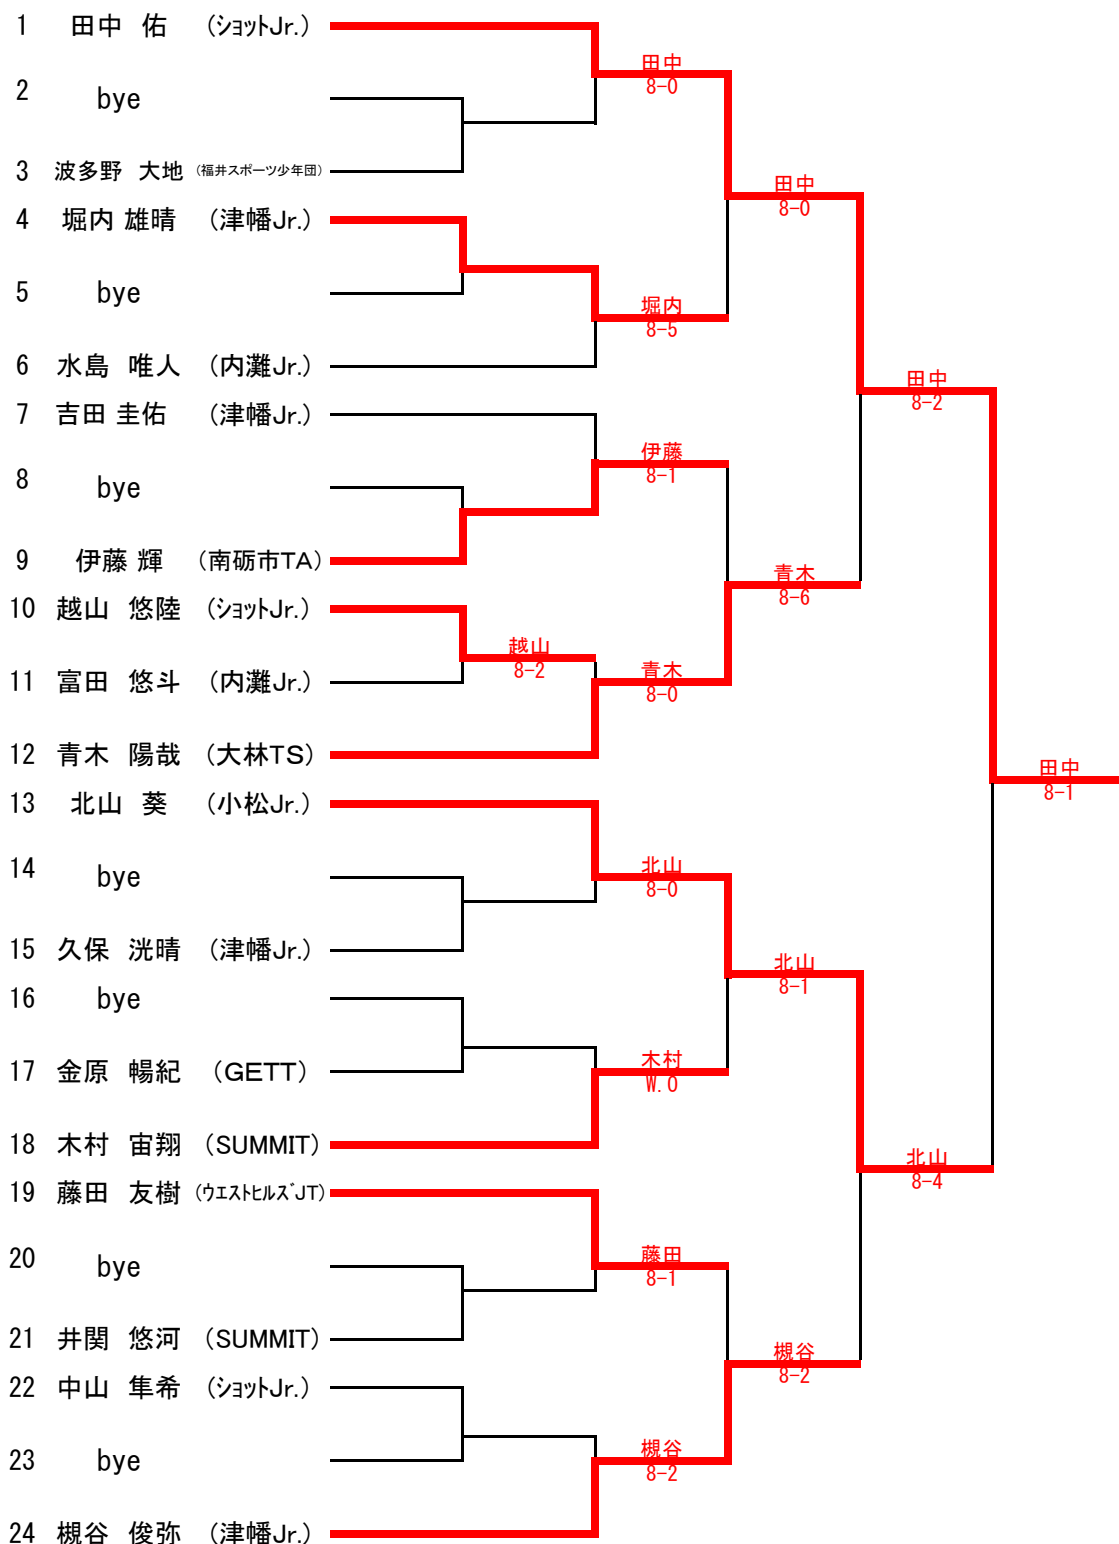 1 田中 佑 (ショットJr.)
田中
8-0
2 bye
3 波多野 大地 (福井スポーツ少年団)
田中
8-0
4 堀内 雄晴 (津幡Jr.)
5 bye
堀内
8-5
6 水島 唯人 (内灘Jr.)
田中
8-2
7 吉田 圭佑 (津幡Jr.)
伊藤
8-1
8 bye
9 伊藤 輝 (南砺市TA)
青木
8-6
10 越山 悠陸 (ショットJr.)
越山
8-2
11 富田 悠斗 (内灘Jr.)
青木
8-0
12 青木 陽哉 (大林TS)
田中
8-1
13 北山 葵 (小松Jr.)
北山
8-0
14 bye
15 久保 洸晴 (津幡Jr.)
北山
8-1
16 bye
17 金原 暢紀 (GETT)
木村
W.O
18 木村 宙翔 (SUMMIT)
北山
8-4
19 藤田 友樹 (ウエストヒルズJT)
藤田
8-1
20 bye
21 井関 悠河 (SUMMIT)
槻谷
8-2
22 中山 隼希 (ショットJr.)
23 bye
槻谷
8-2
24 槻谷 俊弥 (津幡Jr.)